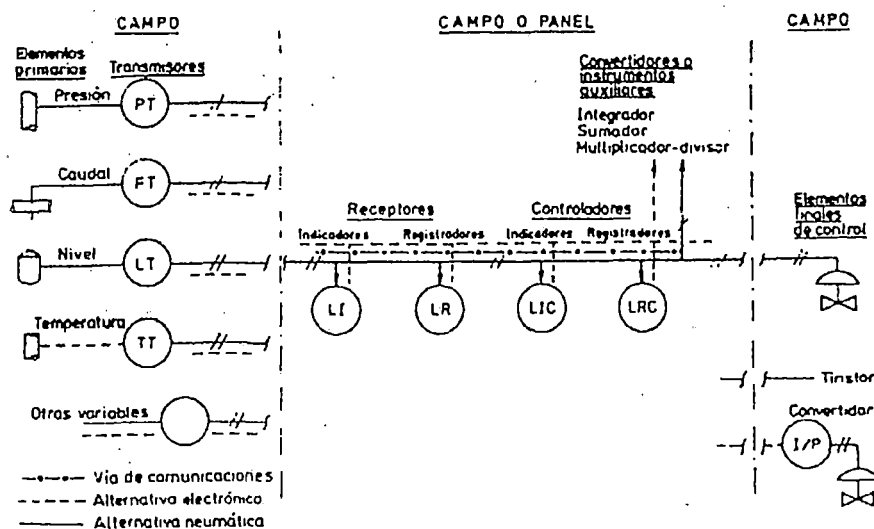 CAMPO
CAMPO O PANEL
CAMPO
Elementos
primarios
Transmisores
Presión
PT
Caudal
FT
Nivel
LT
Temperatura
TT
Otras variables
Convertidores o
instrumentos
auxiliares
Integrador
Sumador
Multiplicador-divisor
Receptores
Controladores
Indicadores
Registradores
Indicadores
Registradores
LI
LR
LIC
LRC
Elementos
finales
de control
Tiristor
Convertidor
I/P
Vía de comunicaciones
Alternativa electrónico
Alternativa neumática